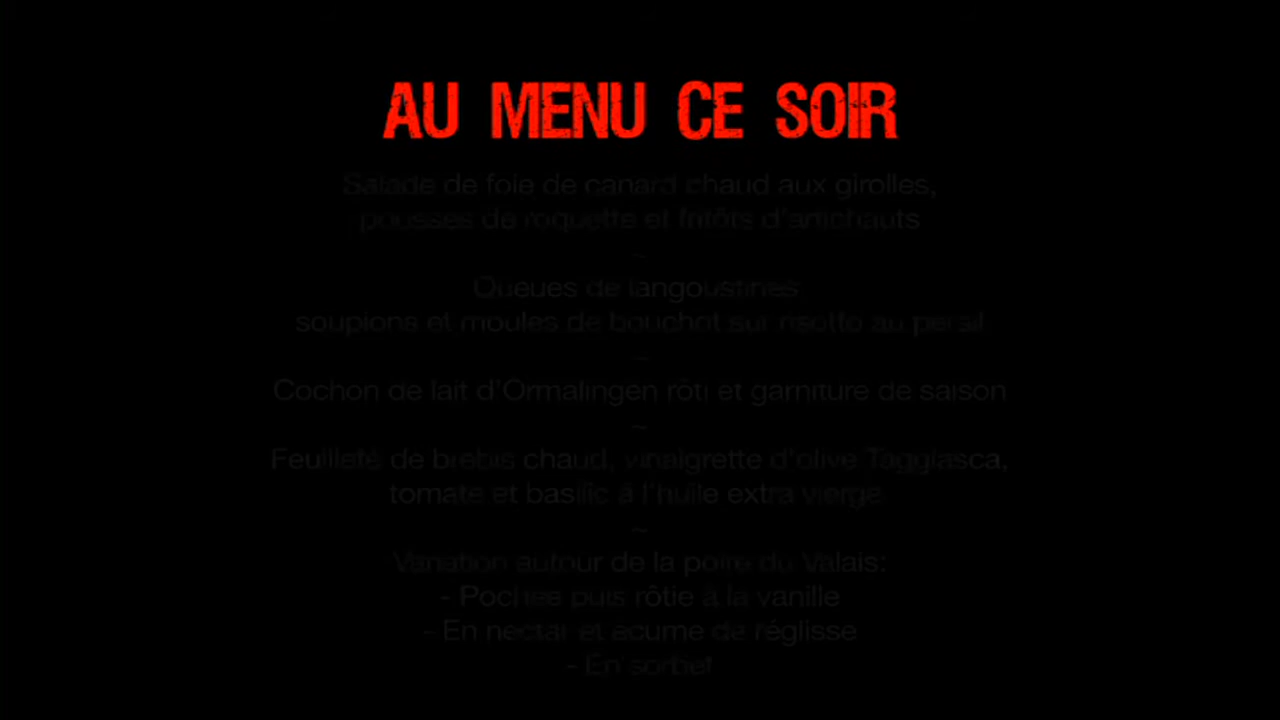 AU MENU CE SOIR
Salade de foie de canard chaud aux girolles,
pousses de roquette et fritôts d'artichauts
~
Queues de langoustines
soupions et moules de bouchot sur risotto au persil
~
Cochon de lait d'Ormalingen rôti et garniture de saison
~
Feuilleté de brebis chaud, vinaigrette d'olive Taggiasca,
tomate et basilic à l'huile extra vierge
~
Variation autour de la poire du Valais:
- Pochées puis rôtie à la vanille
- En nectar et écume de réglisse
- En sorbet